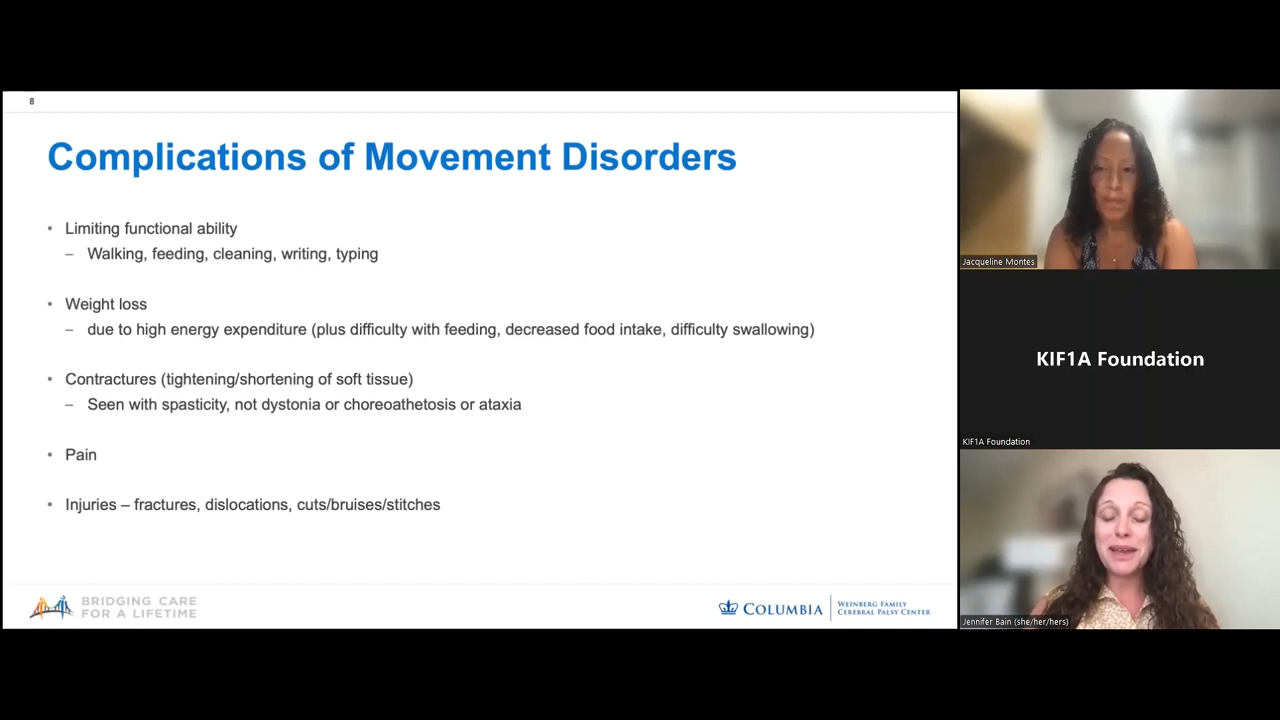 8
Complications of Movement Disorders
• Limiting functional ability
– Walking, feeding, cleaning, writing, typing
• Weight loss
– due to high energy expenditure (plus difficulty with feeding, decreased food intake, difficulty swallowing)
• Contractures (tightening/shortening of soft tissue)
– Seen with spasticity, not dystonia or choreoathetosis or ataxia
• Pain
• Injuries – fractures, dislocations, cuts/bruises/stitches
BRIDGING CARE
FOR A LIFETIME
COLUMBIA
WEINBERG FAMILY
CEREBRAL PALSY CENTER
Jacqueline Montes
KIF1A Foundation
KIF1A Foundation
Jennifer Bain (she/her/hers)